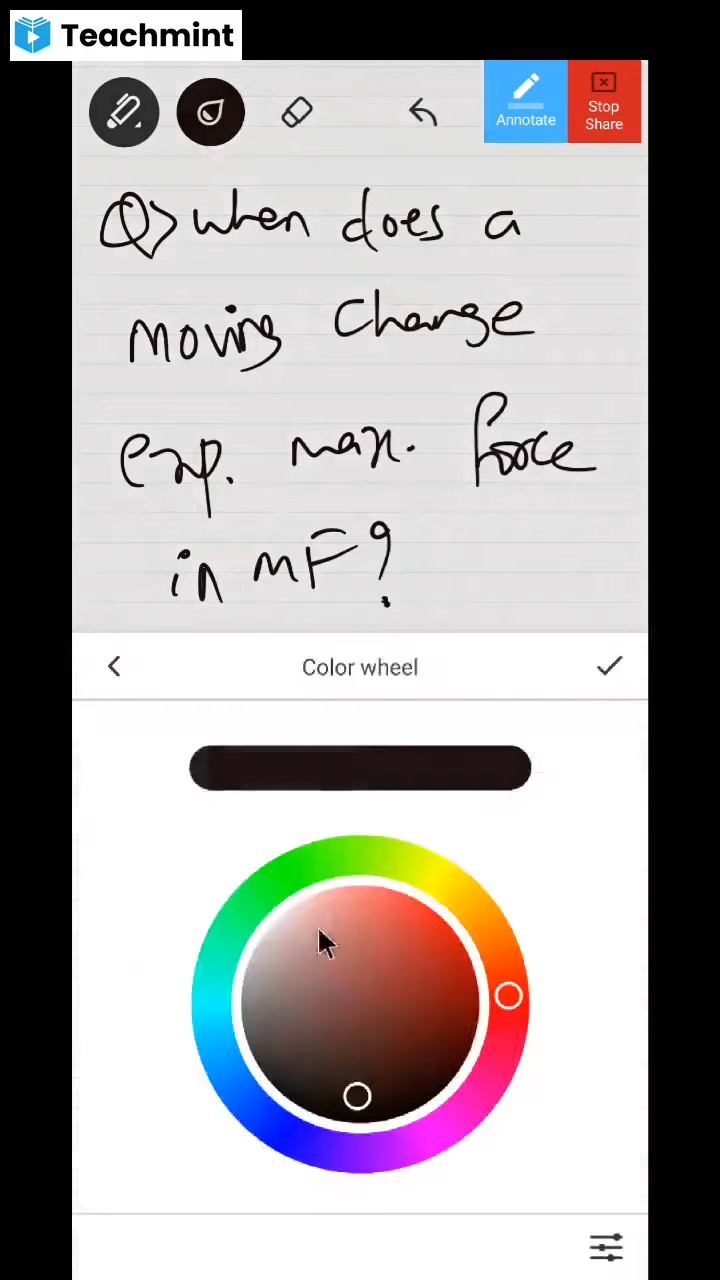 Teachmint
Annotate
Stop
Share
Q> when does a
moving charge
exp. max. force
in MF?
Color wheel